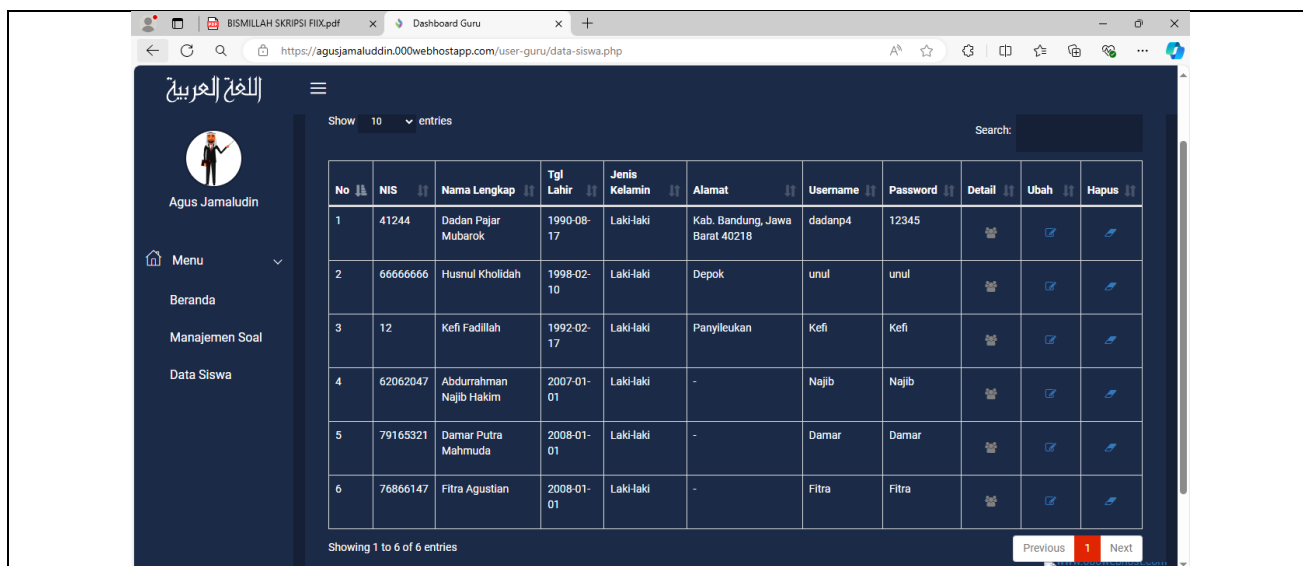 BISMILLAH SKRIPSI FIIX.pdf
Dashboard Guru
https://agusjamaluddin.000webhostapp.com/user-guru/data-siswa.php
اللغة العربية
Agus Jamaludin
Menu
Beranda
Manajemen Soal
Data Siswa
Show 10 entries
Search:
No NIS Nama Lengkap Tgl Lahir Jenis Kelamin Alamat Username Password Detail Ubah Hapus
1 41244 Dadan Pajar Mubarok 1990-08-17 Laki-laki Kab. Bandung, Jawa Barat 40218 dadanp4 12345
2 66666666 Husnul Kholidah 1998-02-10 Laki-laki Depok unul unul
3 12 Kefi Fadillah 1992-02-17 Laki-laki Panyileukan Kefi Kefi
4 62062047 Abdurrahman Najib Hakim 2007-01-01 Laki-laki - Najib Najib
5 79165321 Damar Putra Mahmuda 2008-01-01 Laki-laki - Damar Damar
6 76866147 Fitra Agustian 2008-01-01 Laki-laki - Fitra Fitra
Showing 1 to 6 of 6 entries
Previous 1 Next